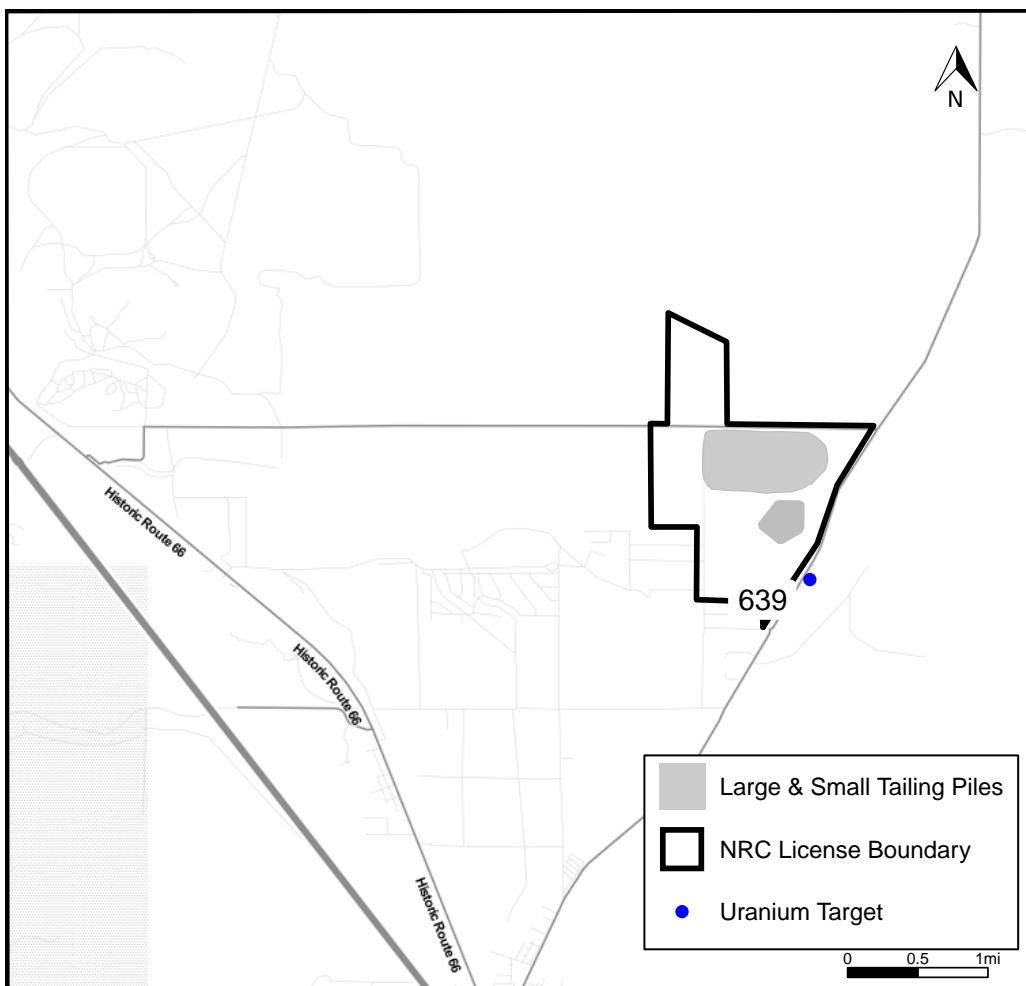 N
Historic Route 66
639
Historic Route 66
Historic Route 66
Large & Small Tailing Piles
NRC License Boundary
Uranium Target
0 0.5 1mi